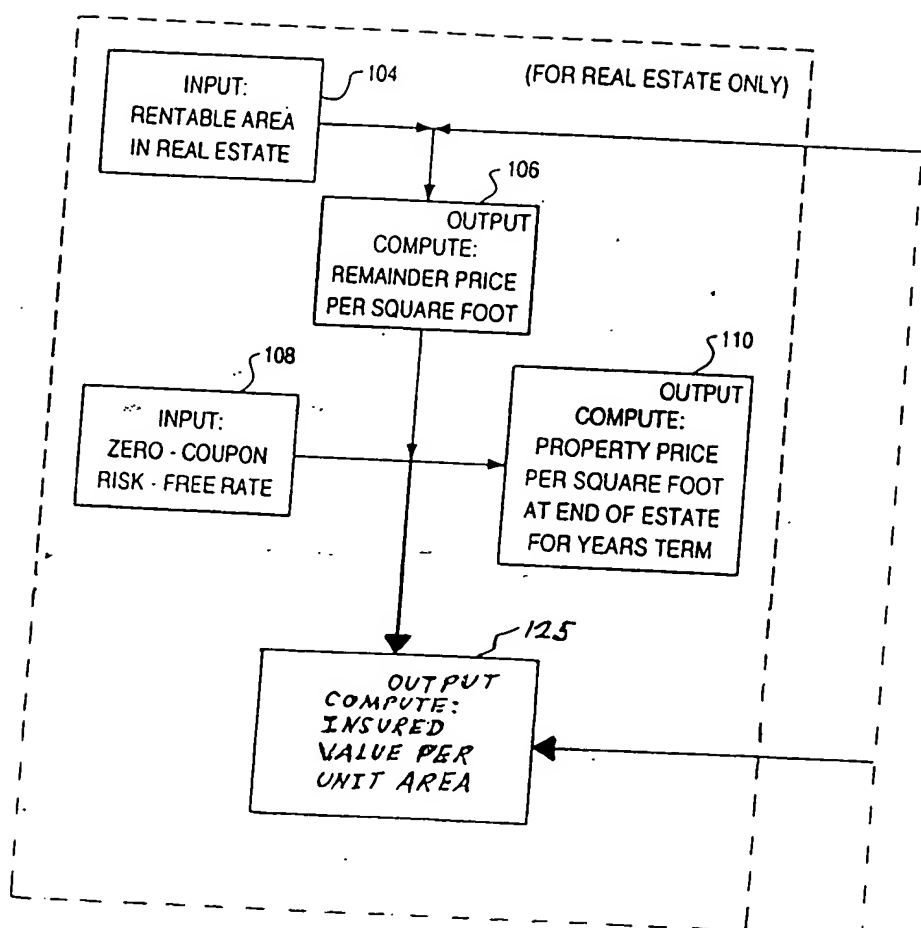 (FOR REAL ESTATE ONLY)
104
INPUT:
RENTABLE AREA
IN REAL ESTATE
106
OUTPUT
COMPUTE:
REMAINDER PRICE
PER SQUARE FOOT
108
INPUT:
ZERO - COUPON
RISK - FREE RATE
110
OUTPUT
COMPUTE:
PROPERTY PRICE
PER SQUARE FOOT
AT END OF ESTATE
FOR YEARS TERM
125
OUTPUT
COMPUTE:
INSURED
VALUE PER
UNIT AREA